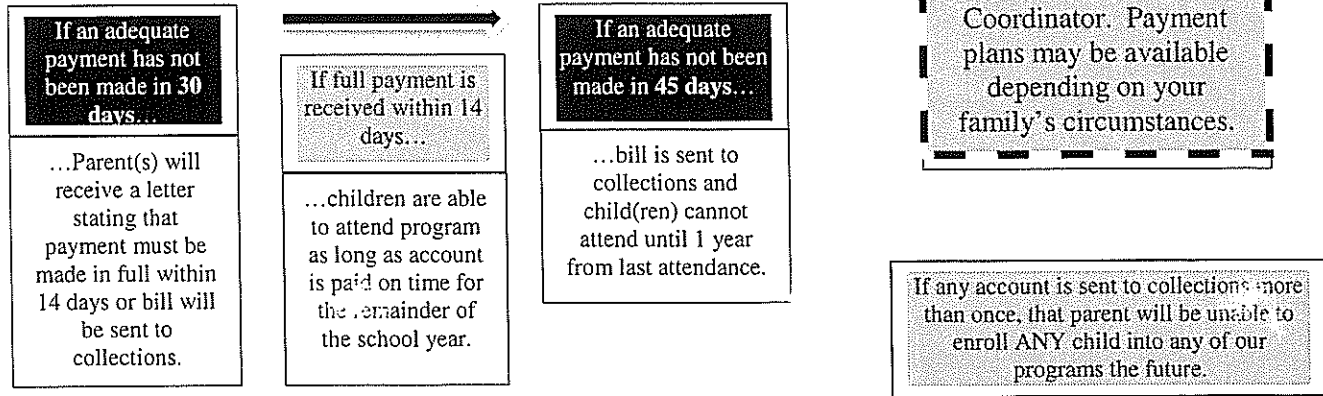 If an adequate
payment has not
been made in 30
days…
…Parent(s) will
receive a letter
stating that
payment must be
made in full within
14 days or bill will
be sent to
collections.
If full payment is
received within 14
days…
…children are able
to attend program
as long as account
is paid on time for
the remainder of
the school year.
If an adequate
payment has not been
made in 45 days…
…bill is sent to
collections and
child(ren) cannot
attend until 1 year
from last attendance.
Coordinator. Payment
plans may be available
depending on your
family's circumstances.
If any account is sent to collections more
than once, that parent will be unable to
enroll ANY child into any of our
programs the future.